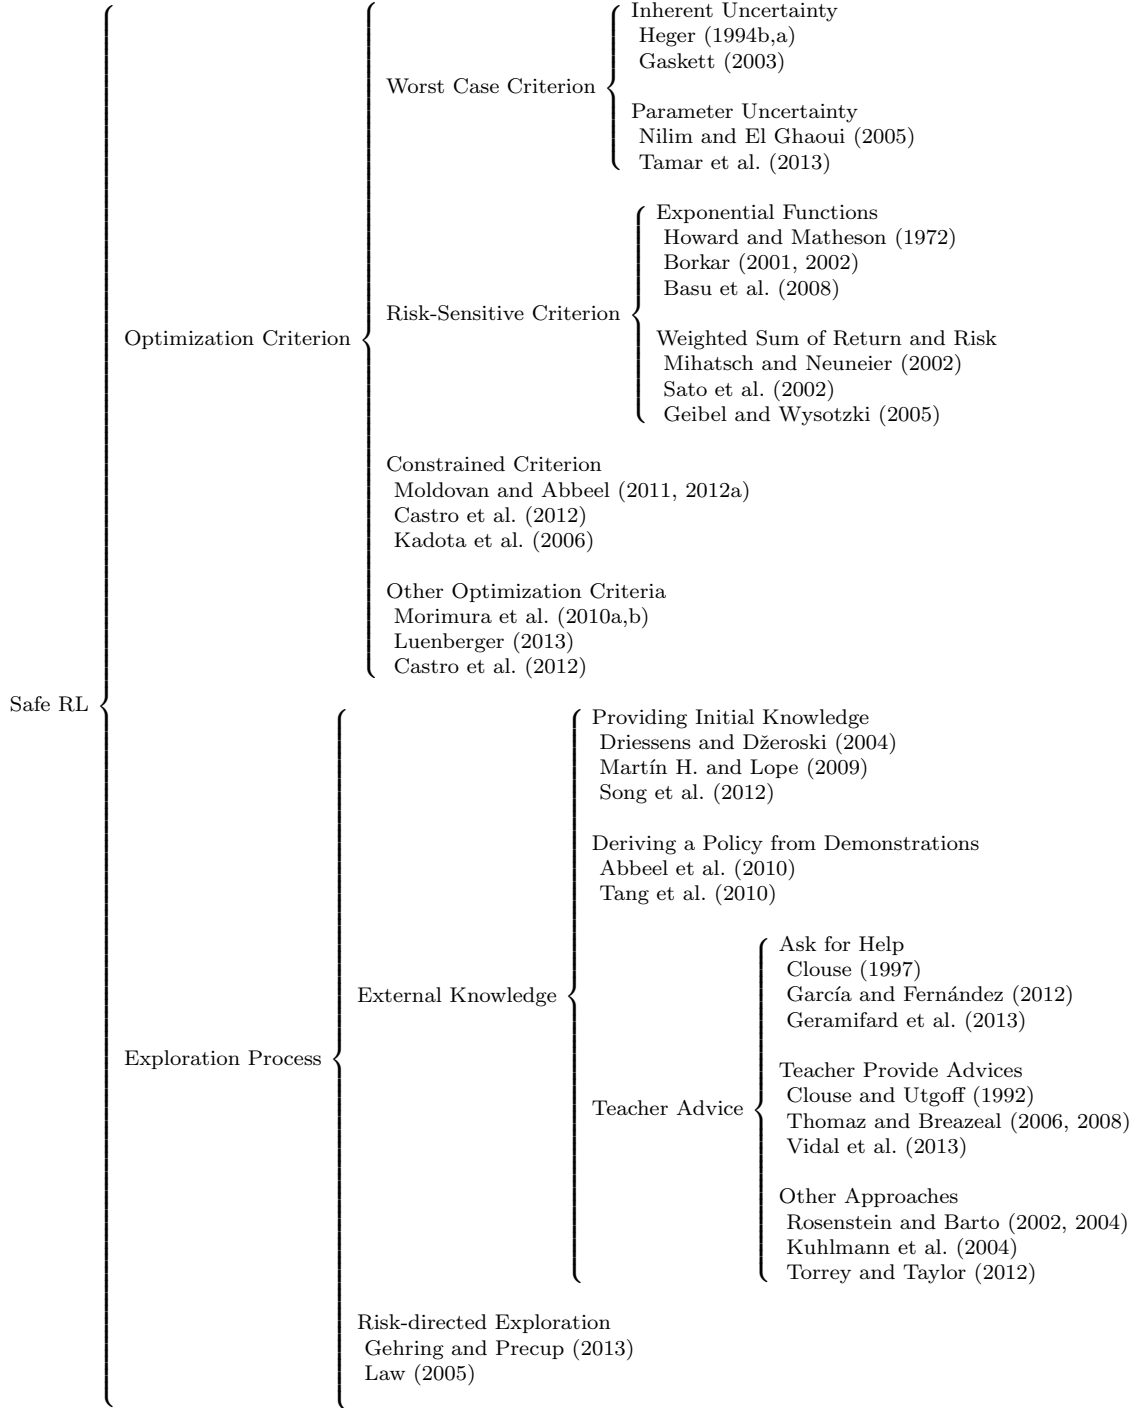 Inherent Uncertainty
Heger (1994b,a)
Gaskett (2003)
Worst Case Criterion
Parameter Uncertainty
Nilim and El Ghaoui (2005)
Tamar et al. (2013)
Exponential Functions
Howard and Matheson (1972)
Borkar (2001, 2002)
Basu et al. (2008)
Risk-Sensitive Criterion
Optimization Criterion
Weighted Sum of Return and Risk
Mihatsch and Neuneier (2002)
Sato et al. (2002)
Geibel and Wysotzki (2005)
Constrained Criterion
Moldovan and Abbeel (2011, 2012a)
Castro et al. (2012)
Kadota et al. (2006)
Other Optimization Criteria
Morimura et al. (2010a,b)
Luenberger (2013)
Castro et al. (2012)
Safe RL
Providing Initial Knowledge
Driessens and Džeroski (2004)
Martín H. and Lope (2009)
Song et al. (2012)
Deriving a Policy from Demonstrations
Abbeel et al. (2010)
Tang et al. (2010)
Ask for Help
Clouse (1997)
External Knowledge
García and Fernández (2012)
Geramifard et al. (2013)
Exploration Process
Teacher Provide Advices
Clouse and Utgoff (1992)
Teacher Advice
Thomaz and Breazeal (2006, 2008)
Vidal et al. (2013)
Other Approaches
Rosenstein and Barto (2002, 2004)
Kuhlmann et al. (2004)
Torrey and Taylor (2012)
Risk-directed Exploration
Gehring and Precup (2013)
Law (2005)